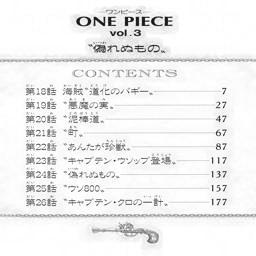 ワンピース
ONE PIECE
vol.3
〝偽れぬもの〟
CONTENTS
第18話 海賊〝道化のバギー〟 7
第19話 〝悪魔の実〟 27
第20話 〝泥棒道〟 47
第21話 〝町〟 67
第22話 〝あんたが珍獣〟 87
第23話 〝キャプテン・ウソップ登場〟 117
第24話 〝偽れぬもの〟 137
第25話 〝ウソ800〟 157
第26話 〝キャプテン・クロの一計〟 177